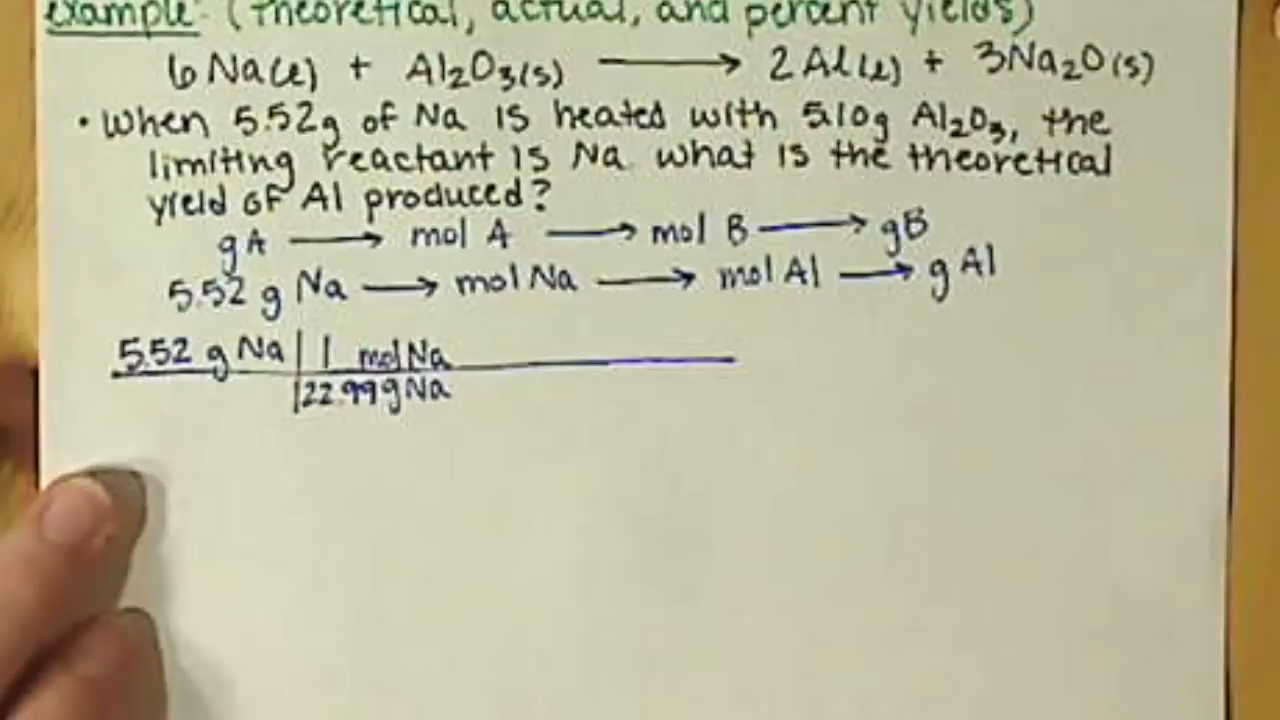 example: (theoretical, actual, and percent yields)
6Na(l) + Al₂O₃(s) ⟶ 2Al(l) + 3Na₂O(s)
• When 5.52g of Na is heated with 5.10g Al₂O₃, the
limiting reactant is Na. what is the theoretical
yield of Al produced?
gA ⟶ mol A ⟶ mol B ⟶ gB
5.52 g Na ⟶ mol Na ⟶ mol Al ⟶ g Al
5.52 g Na | 1 mol Na
| 22.99g Na